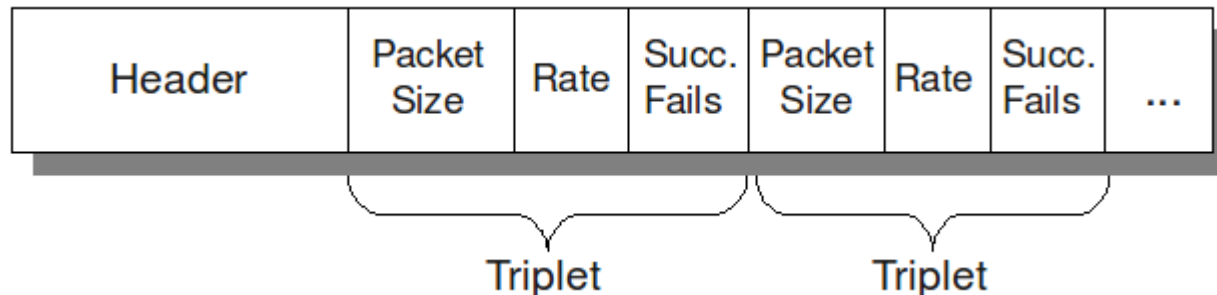 Header
Packet
Size
Rate
Succ.
Fails
Packet
Size
Rate
Succ.
Fails
...
Triplet
Triplet